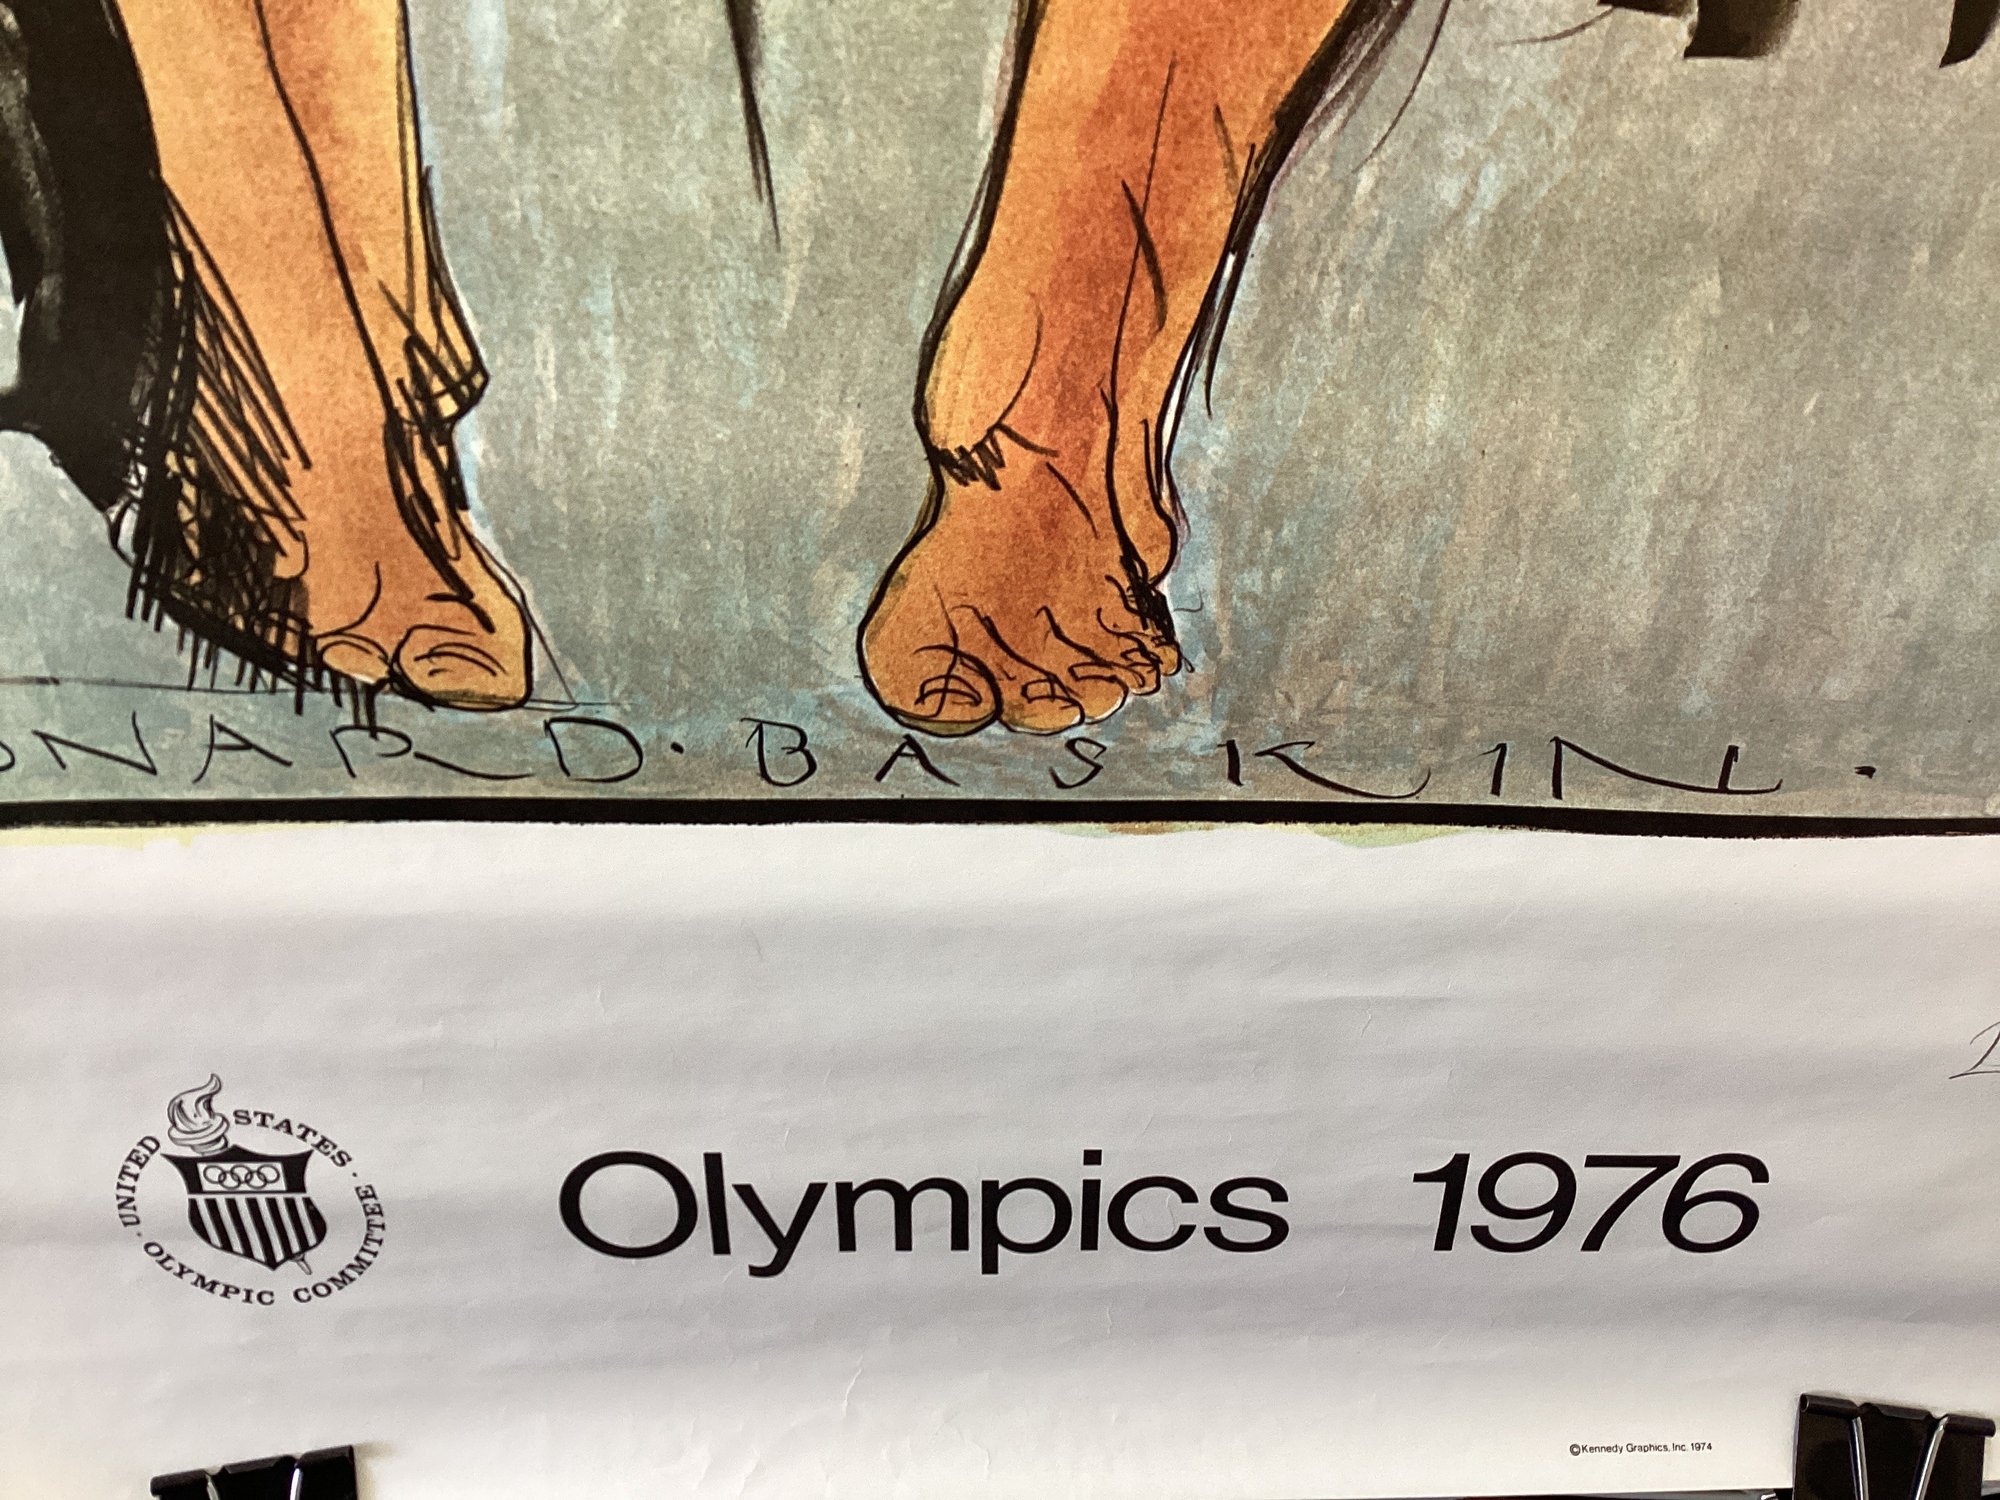 ONARD · BASKIN ·
UNITED STATES · OLYMPIC COMMITTEE ·
Olympics 1976
©Kennedy Graphics, Inc. 1974